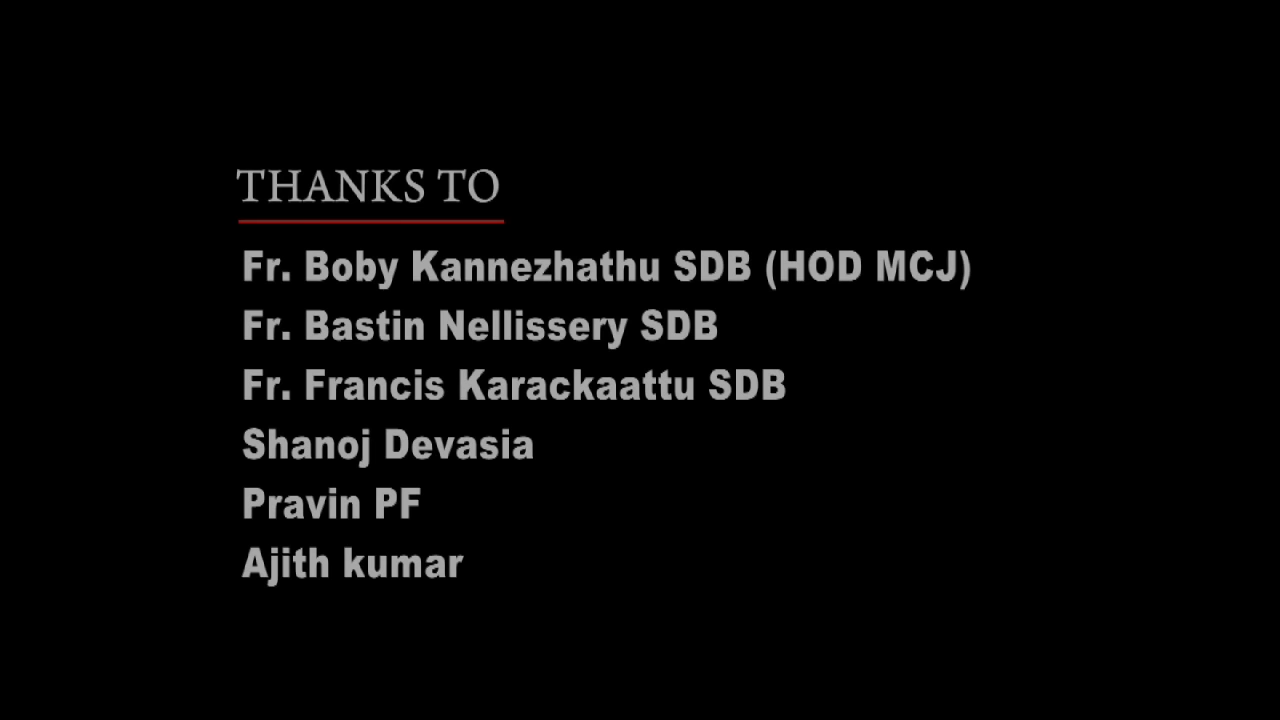 THANKS TO
Fr. Boby Kannezhathu SDB (HOD MCJ)
Fr. Bastin Nellissery SDB
Fr. Francis Karackaattu SDB
Shanoj Devasia
Pravin PF
Ajith kumar